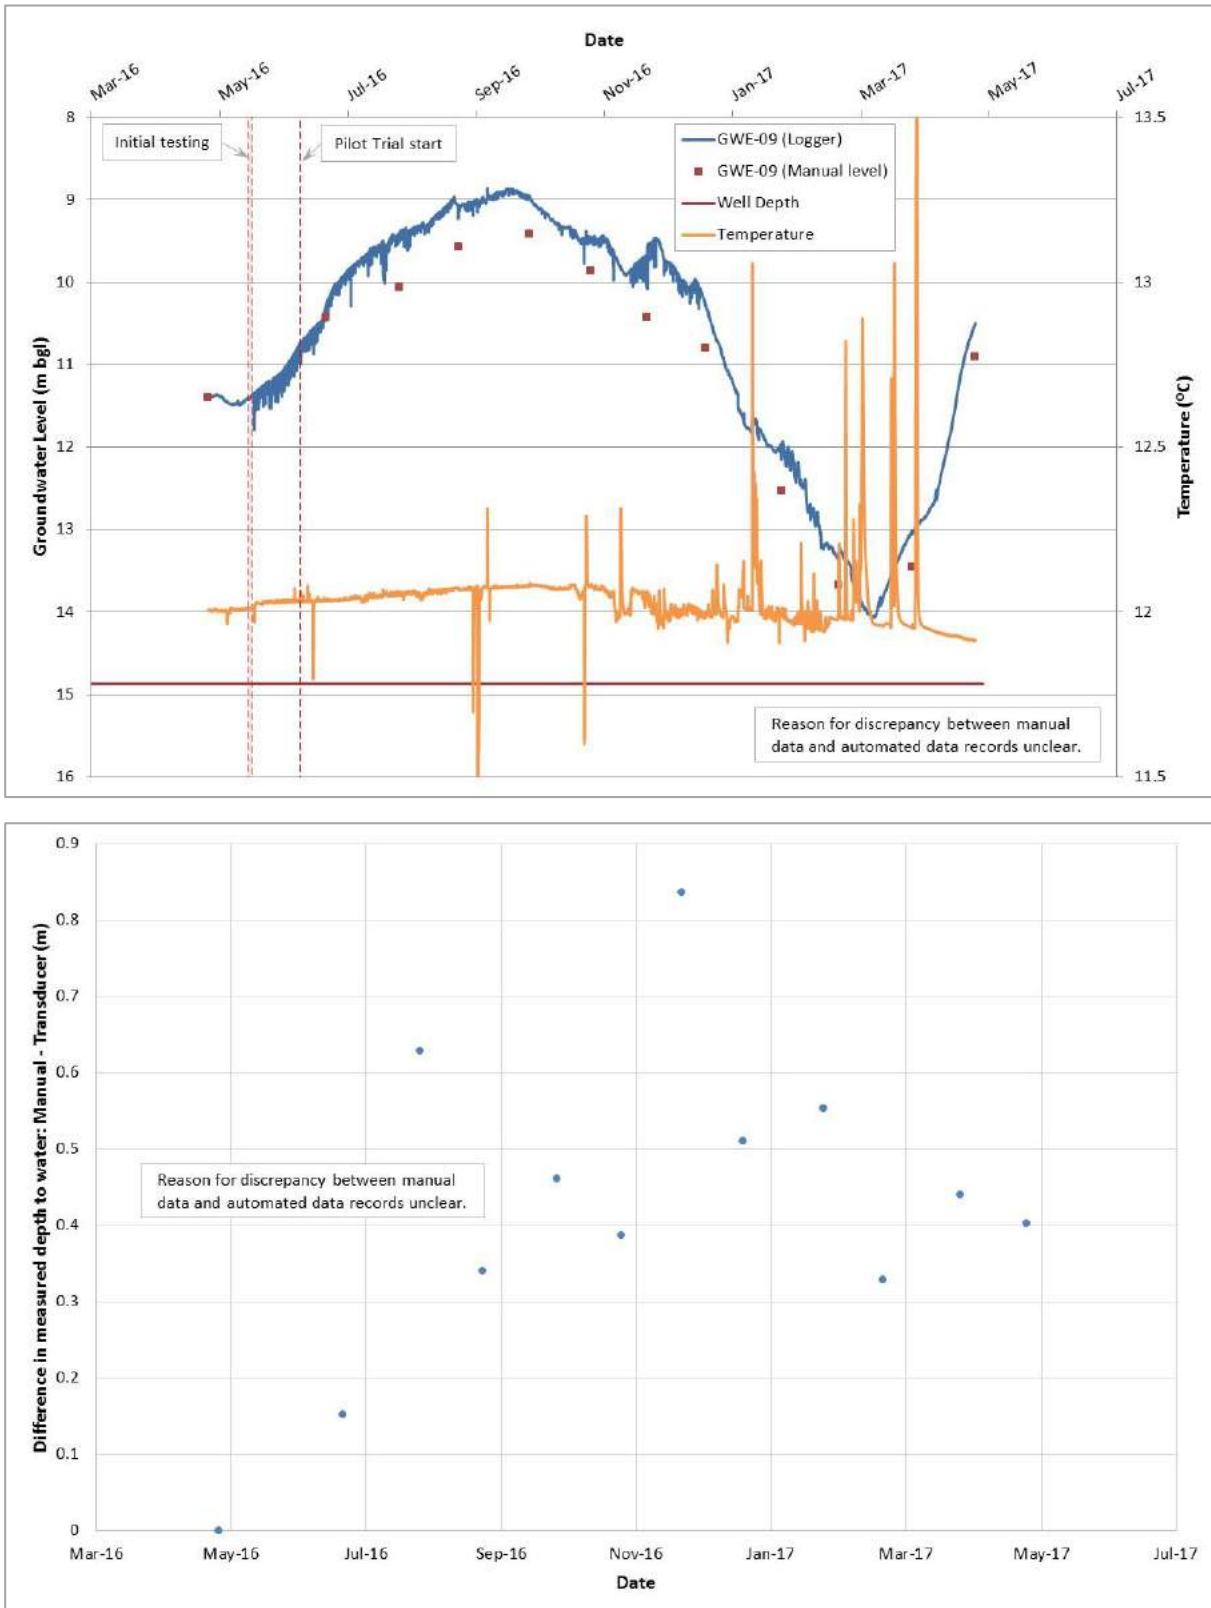 Date
Mar-16 May-16 Jul-16 Sep-16 Nov-16 Jan-17 Mar-17 May-17 Jul-17
8 13.5
Initial testing
Pilot Trial start
GWE-09 (Logger)
GWE-09 (Manual level)
Well Depth
Temperature
9
10 13
11
12 12.5
13
14 12
15
16 11.5
Groundwater Level (m bgl)
Temperature (°C)
Reason for discrepancy between manual
data and automated data records unclear.
0.9
0.8
0.7
0.6
0.5
0.4
0.3
0.2
0.1
0
Difference in measured depth to water: Manual - Transducer (m)
Reason for discrepancy between manual
data and automated data records unclear.
Mar-16 May-16 Jul-16 Sep-16 Nov-16 Jan-17 Mar-17 May-17 Jul-17
Date